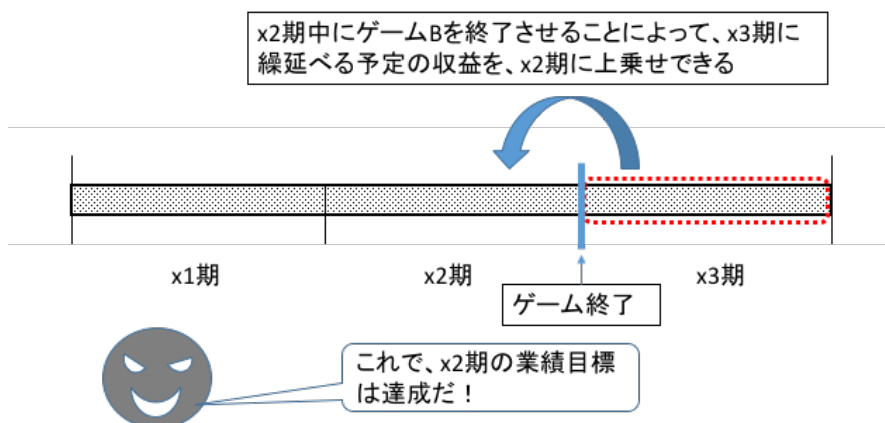 x2期中にゲームBを終了させることによって、x3期に
繰延べる予定の収益を、x2期に上乗せできる
x1期
x2期
x3期
ゲーム終了
これで、x2期の業績目標
は達成だ！